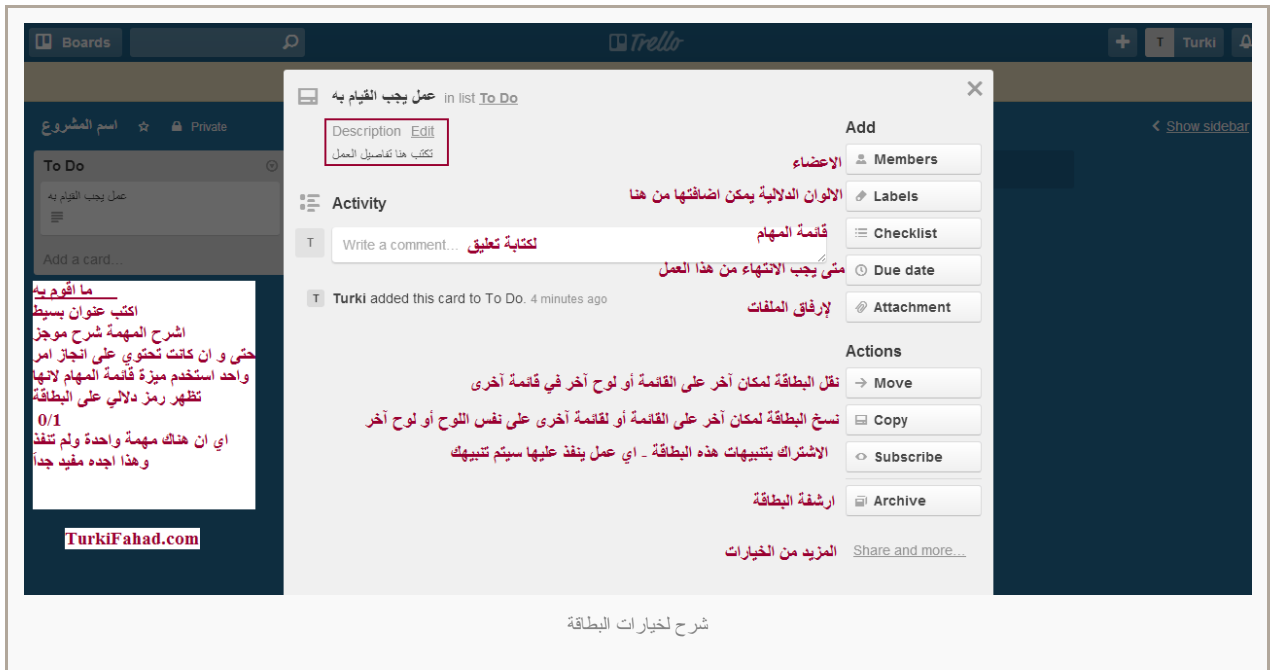 Boards
Trello
T Turki
اسم المشروع
Private
Show sidebar
To Do
عمل يجب القيام به
Add a card...
ما اقوم به
اكتب عنوان بسيط
اشرح المهمة شرح موجز
حتى و ان كانت تحتوي على انجاز امر
واحد استخدم ميزة قائمة المهام لانها
تظهر رمز دلالي على البطاقة
0/1
اي ان هناك مهمة واحدة ولم تنفذ
وهذا اجده مفيد جداً
TurkiFahad.com
عمل يجب القيام به in list To Do
Description Edit
تكتب هنا تفاصيل العمل
Activity
T
Write a comment... لكتابة تعليق
T Turki added this card to To Do. 4 minutes ago
Add
الاعضاء Members
الالوان الدلالية يمكن اضافتها من هنا Labels
قائمة المهام Checklist
متى يجب الانتهاء من هذا العمل Due date
لإرفاق الملفات Attachment
Actions
نقل البطاقة لمكان آخر على القائمة أو لوح آخر في قائمة آخرى Move
نسخ البطاقة لمكان آخر على القائمة أو لقائمة آخرى على نفس اللوح أو لوح آخر Copy
الاشتراك بتنبيهات هذه البطاقة - اي عمل ينفذ عليها سيتم تنبيهك Subscribe
ارشفة البطاقة Archive
المزيد من الخيارات Share and more...
شرح لخيارات البطاقة